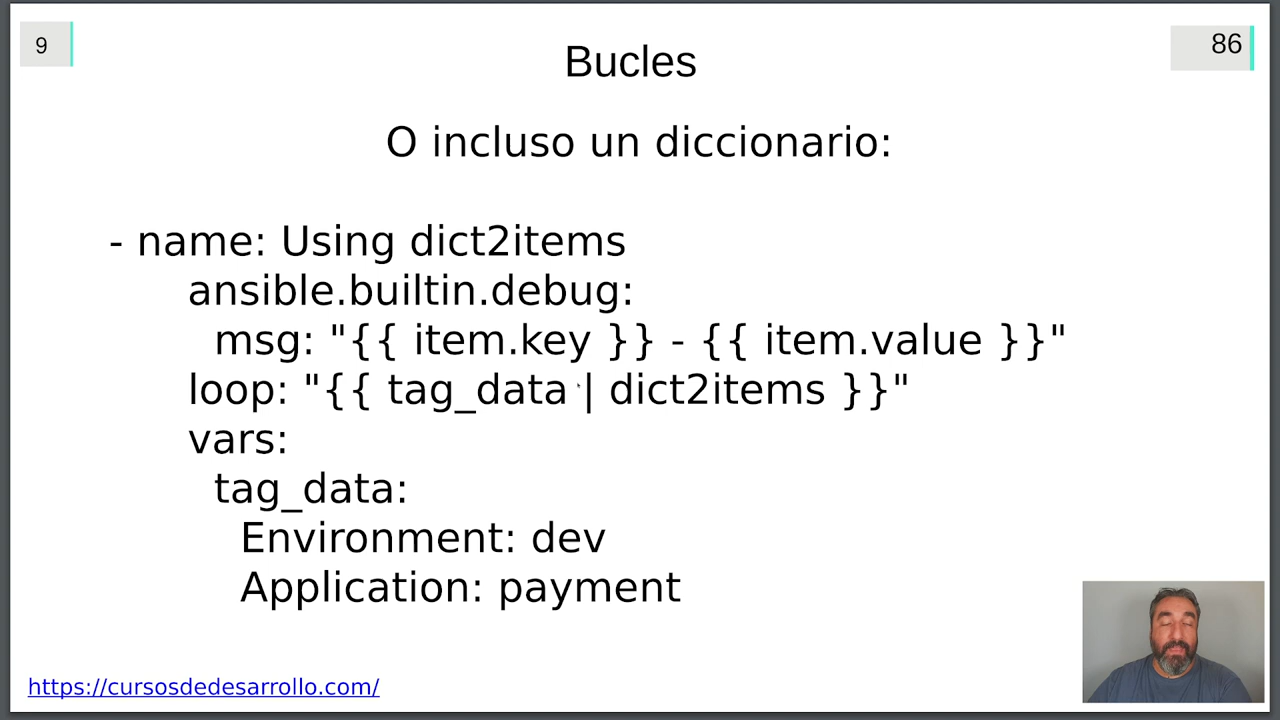 9
86
Bucles
O incluso un diccionario:
- name: Using dict2items
ansible.builtin.debug:
msg: "{{ item.key }} - {{ item.value }}"
loop: "{{ tag_data | dict2items }}"
vars:
tag_data:
Environment: dev
Application: payment
https://cursosdedesarrollo.com/